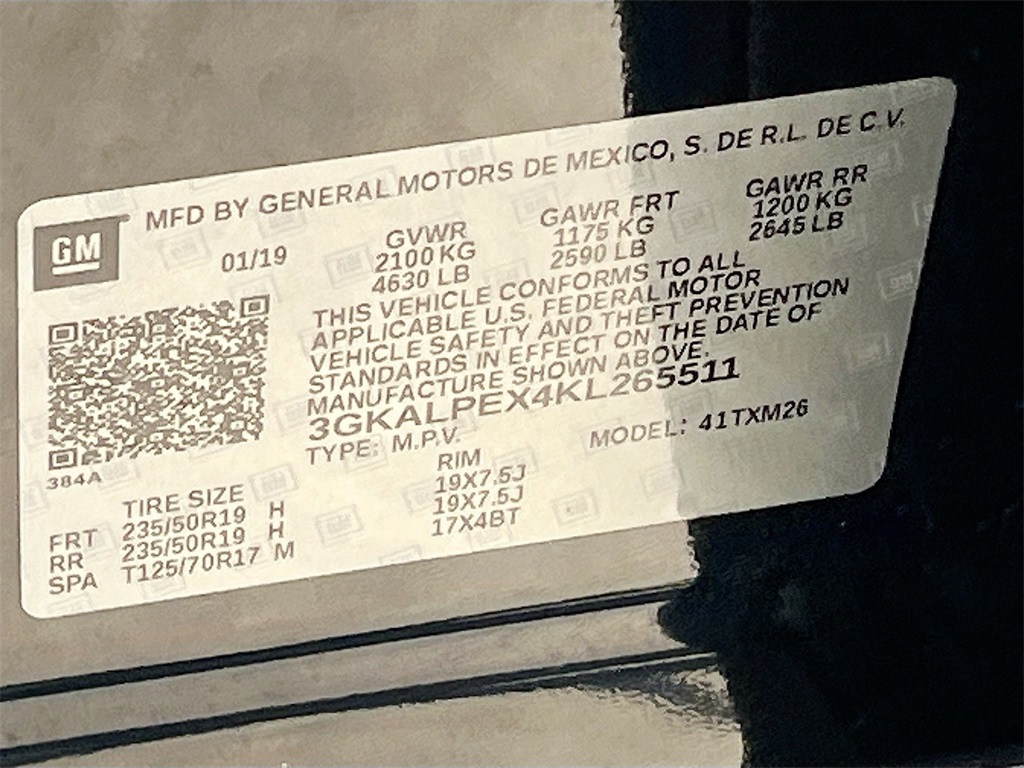 MFD BY GENERAL MOTORS DE MEXICO, S. DE R.L. DE C.V.
GM
01/19
GVWR
2100 KG
4630 LB
GAWR FRT
1175 KG
2590 LB
GAWR RR
1200 KG
2645 LB
THIS VEHICLE CONFORMS TO ALL
APPLICABLE U.S. FEDERAL MOTOR
VEHICLE SAFETY AND THEFT PREVENTION
STANDARDS IN EFFECT ON THE DATE OF
MANUFACTURE SHOWN ABOVE.
3GKALPEX4KL265511
TYPE: M.P.V.
MODEL: 41TXM26
384A
TIRE SIZE RIM
FRT 235/50R19 H 19X7.5J
RR 235/50R19 H 19X7.5J
SPA T125/70R17 M 17X4BT